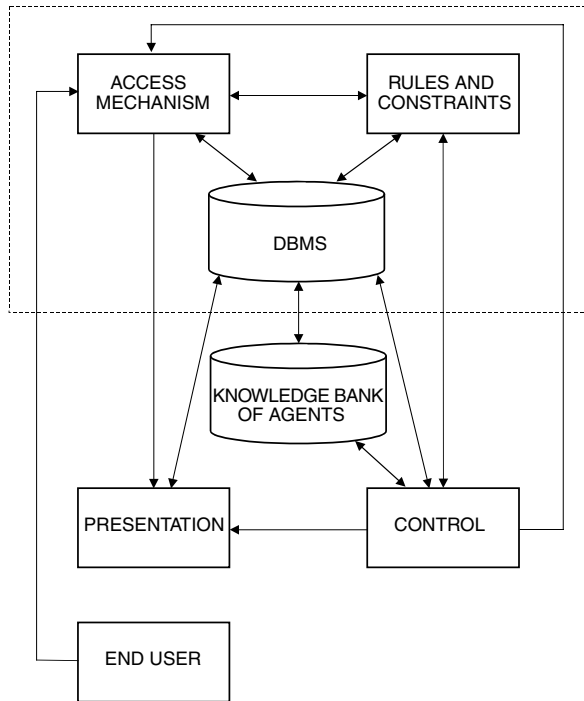 ACCESS
MECHANISM
RULES AND
CONSTRAINTS
DBMS
KNOWLEDGE BANK
OF AGENTS
PRESENTATION
CONTROL
END USER